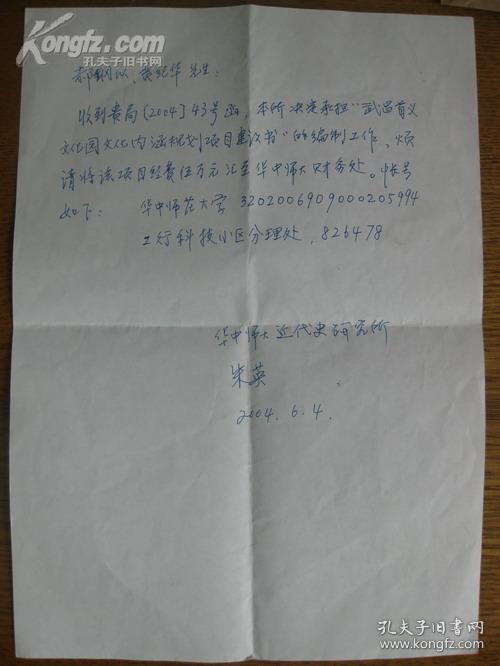 Kongfz.com
孔夫子旧书网
郝钢以、黄纪华先生：
收到贵局[2004]43号函，本所决定承担"武昌首义
文化园文化内涵规划项目建议书"的编制工作，烦
请将该项目经费伍万元汇至华中师大财务处。帐号
如下：华中师范大学 3202006909000205994
工行科技小区分理处，826478
华中师大近代史研究所
朱英
2004.6.4.
孔夫子旧书网
Kongfz.com